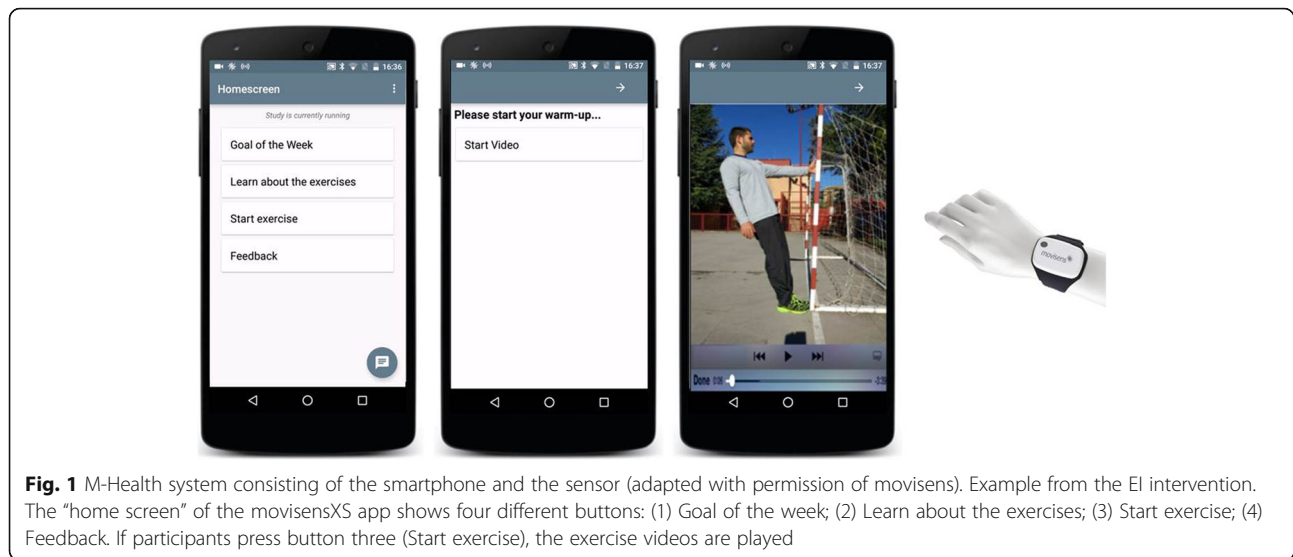 16:36
Homescreen
Study is currently running
Goal of the Week
Learn about the exercises
Start exercise
Feedback
16:37
Please start your warm-up...
Start Video
16:37
Done 0:06
movisens
Fig. 1 M-Health system consisting of the smartphone and the sensor (adapted with permission of movisens). Example from the EI intervention.
The “home screen” of the movisensXS app shows four different buttons: (1) Goal of the week; (2) Learn about the exercises; (3) Start exercise; (4)
Feedback. If participants press button three (Start exercise), the exercise videos are played